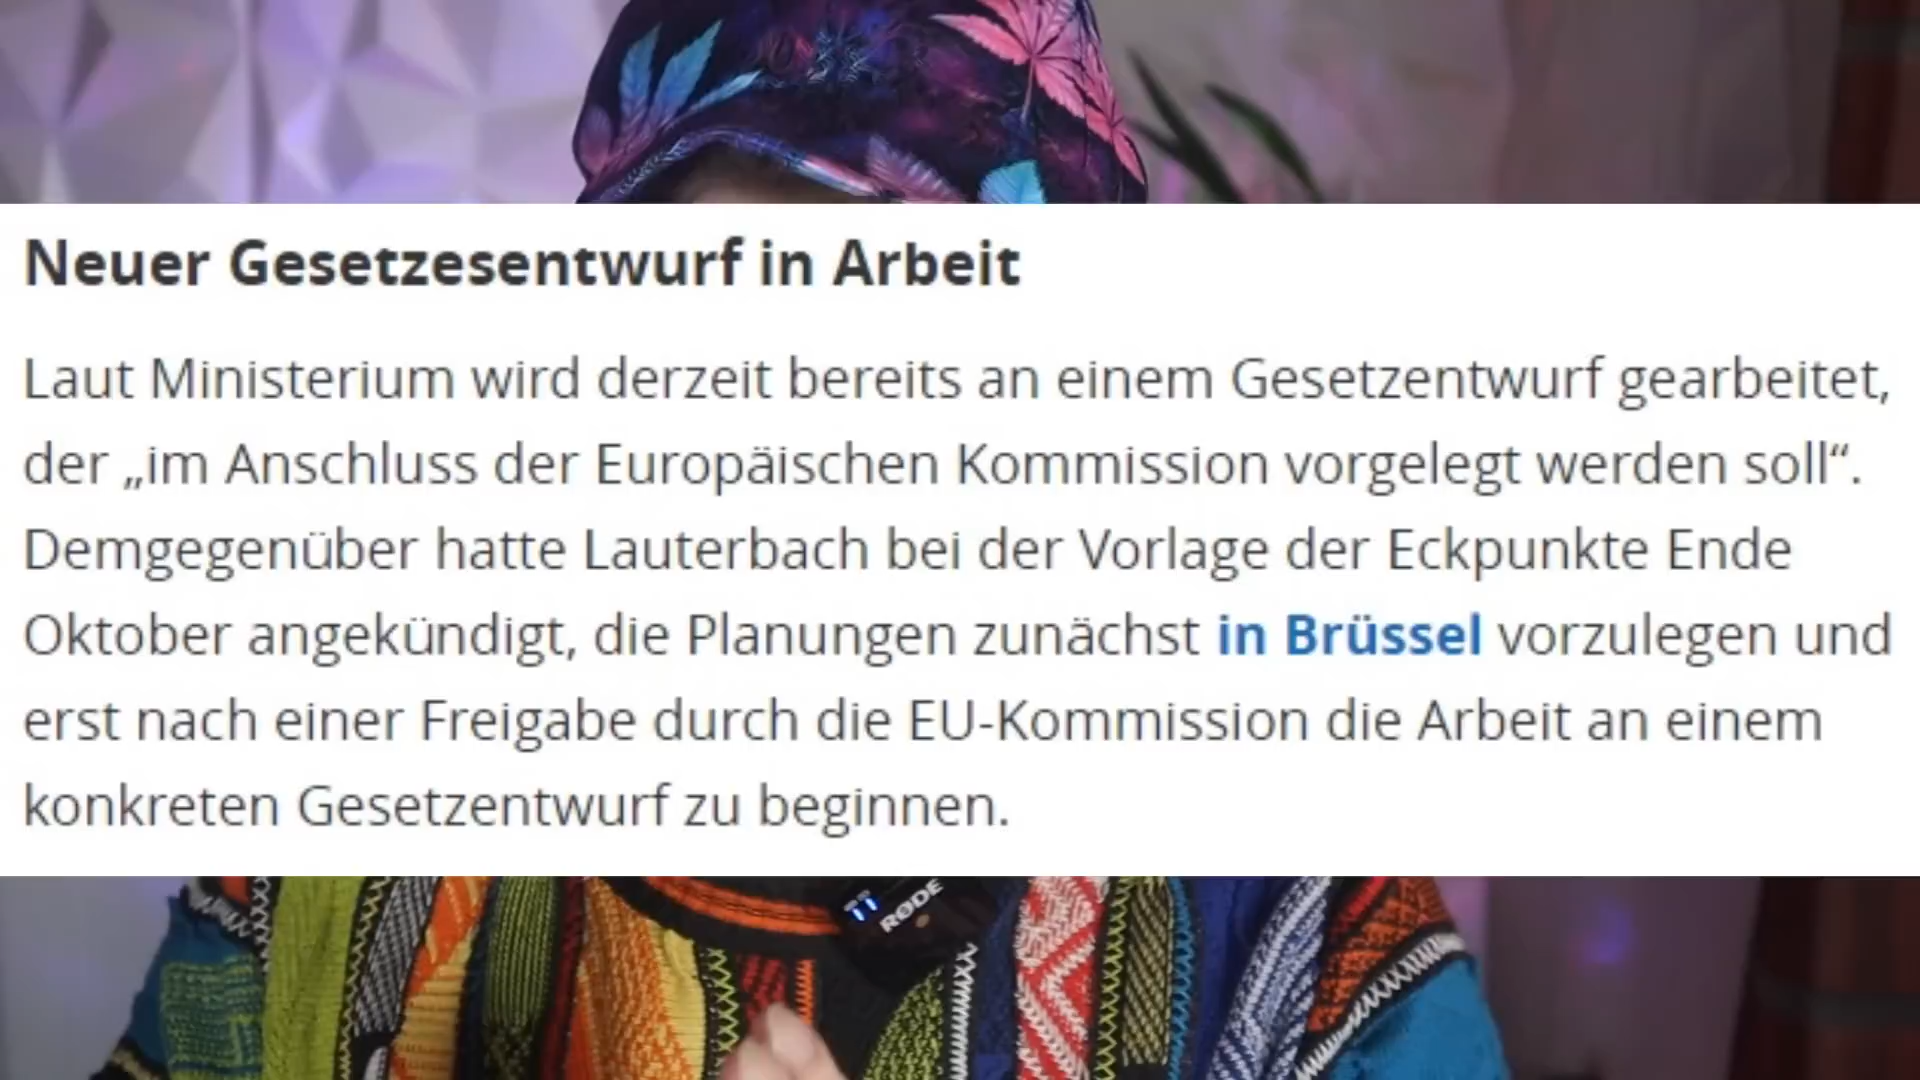 Neuer Gesetzesentwurf in Arbeit
Laut Ministerium wird derzeit bereits an einem Gesetzentwurf gearbeitet,
der „im Anschluss der Europäischen Kommission vorgelegt werden soll“.
Demgegenüber hatte Lauterbach bei der Vorlage der Eckpunkte Ende
Oktober angekündigt, die Planungen zunächst in Brüssel vorzulegen und
erst nach einer Freigabe durch die EU-Kommission die Arbeit an einem
konkreten Gesetzentwurf zu beginnen.
RØDE